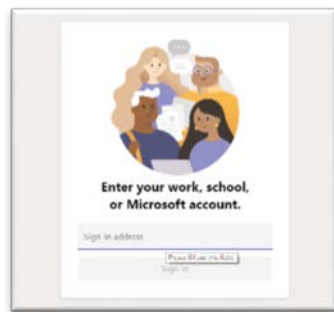 Enter your work, school,
or Microsoft account.
Sign in address
Sign in